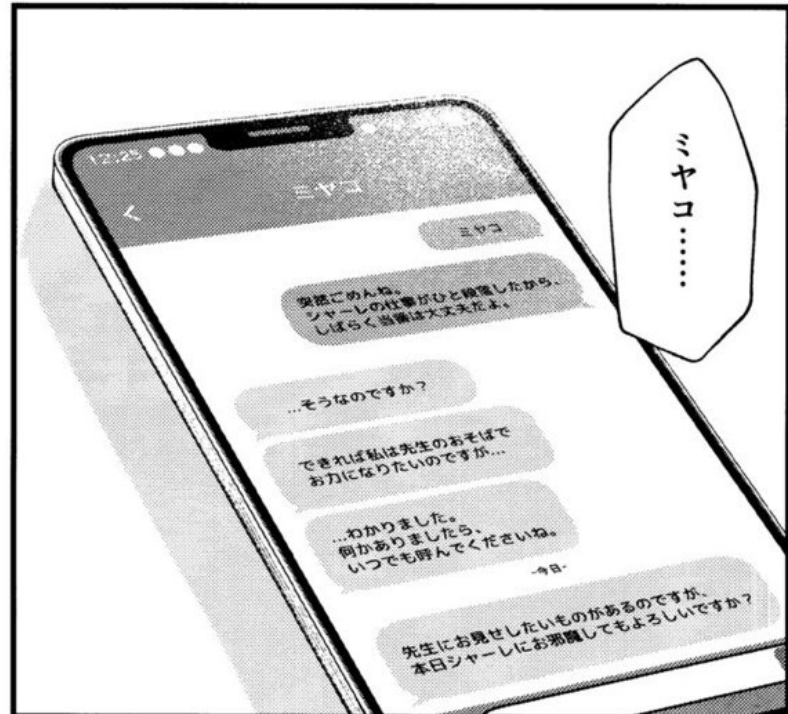 ミヤコ……
12:25
ミヤコ
ミヤコ
突然ごめんね。
シャーレの仕事がひと段落したから、
しばらく当番は大丈夫だよ。
…そうなのですか？
できれば私は先生のおそばで
お力になりたいのですが…
…わかりました。
何かありましたら、
いつでも呼んでくださいね。
-今日-
先生にお見せしたいものがあるのですが、
本日シャーレにお邪魔してもよろしいですか？